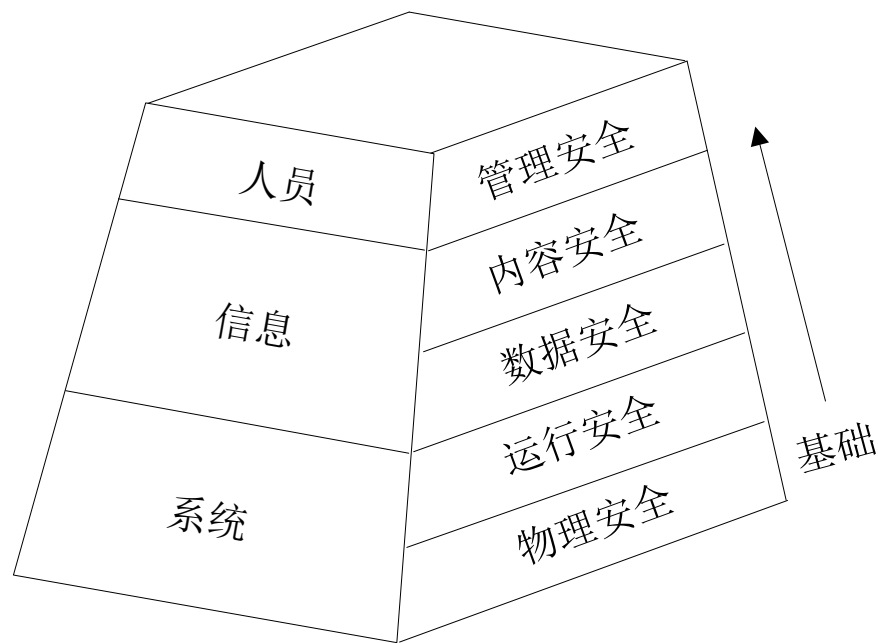 人员
管理安全
信息
内容安全
数据安全
系统
运行安全
物理安全
基础